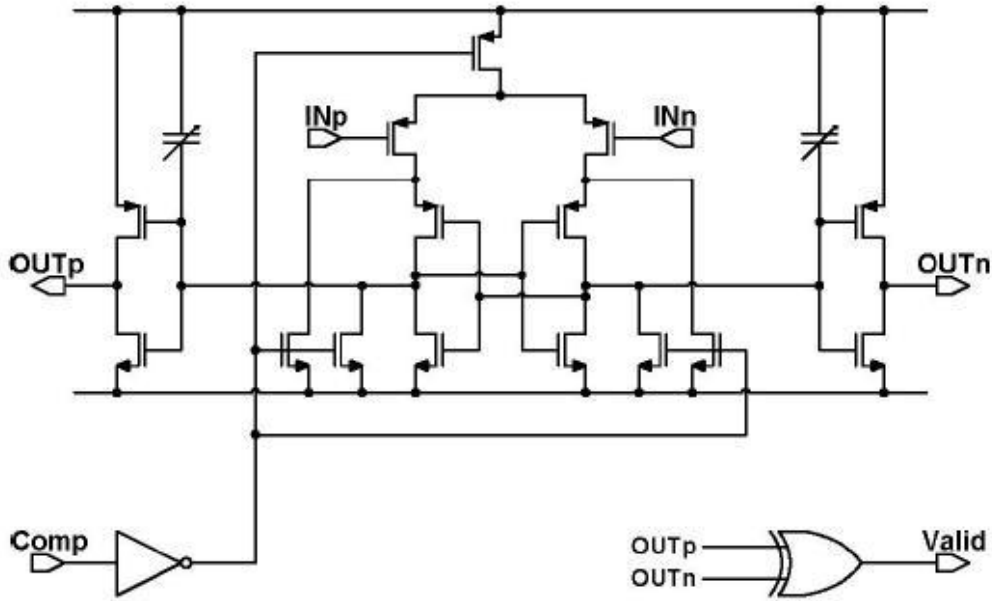 INp
INn
OUTp
OUTn
Comp
OUTp
OUTn
Valid